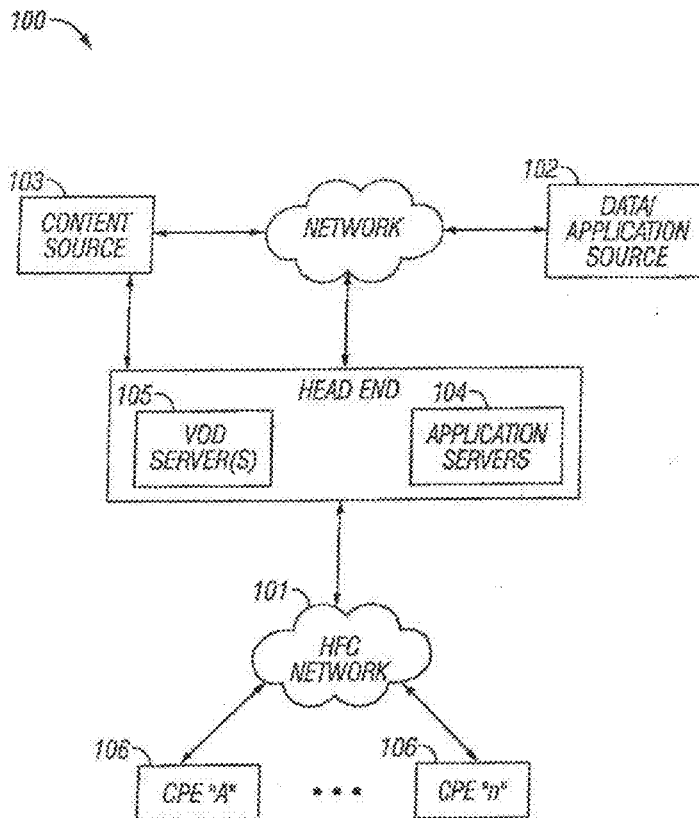 100
103
CONTENT
SOURCE
NETWORK
102
DATA/
APPLICATION
SOURCE
HEAD END
105
VOD
SERVER(S)
104
APPLICATION
SERVERS
101
HFC
NETWORK
106
CPE "A"
• • •
106
CPE "n"